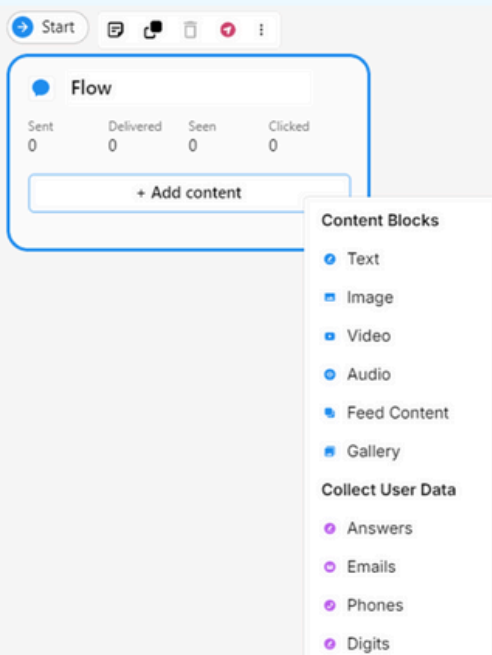 Start
Flow
Sent Delivered Seen Clicked
0 0 0 0
+ Add content
Content Blocks
Text
Image
Video
Audio
Feed Content
Gallery
Collect User Data
Answers
Emails
Phones
Digits